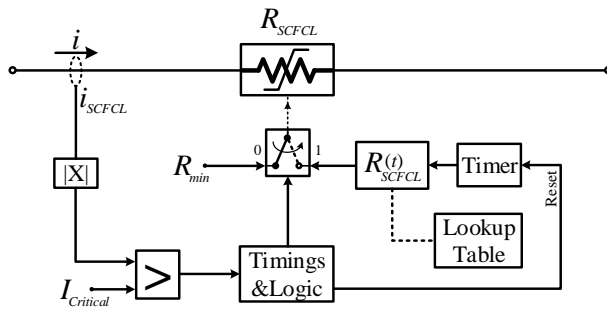 R_SCFCL
i
i_SCFCL
0
1
R_min
R_SCFCL^(t)
Timer
Reset
|X|
Lookup
Table
>
Timings
&Logic
I_Critical